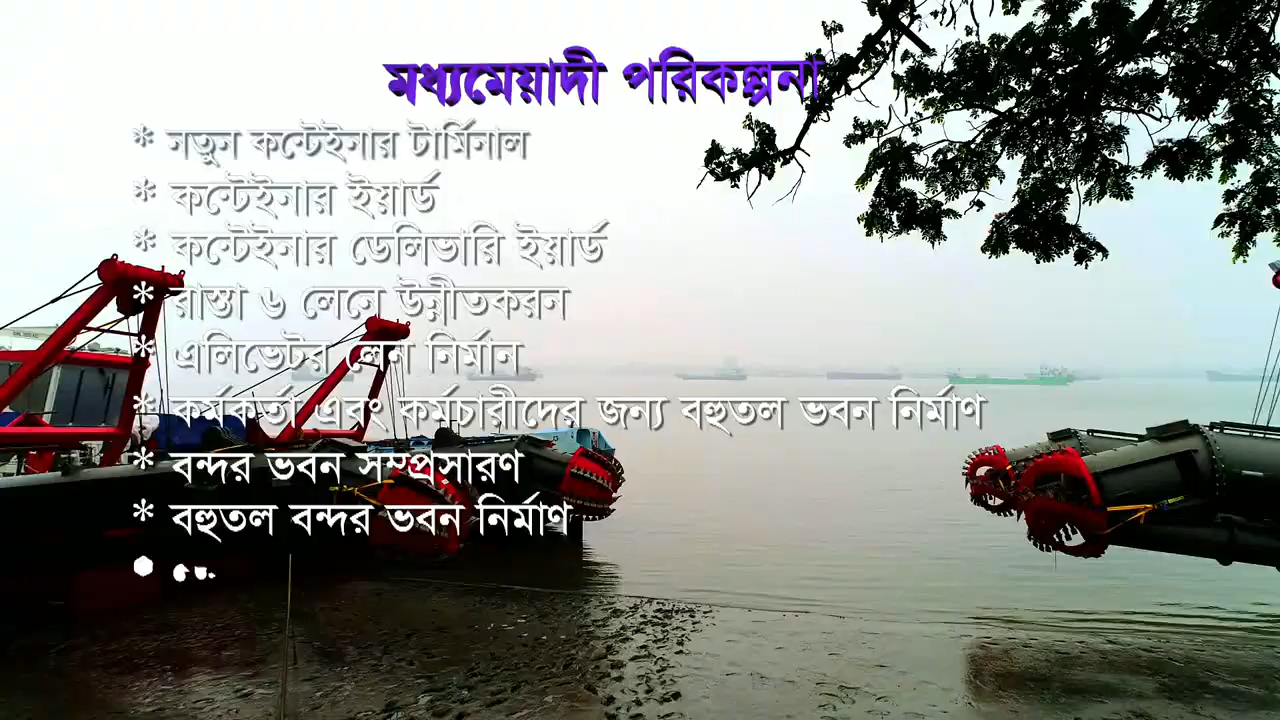 মধ্যমেয়াদী পরিকল্পনা
* নতুন কন্টেইনার টার্মিনাল
* কন্টেইনার ইয়ার্ড
* কন্টেইনার ডেলিভারি ইয়ার্ড
* রাস্তা ৬ লেনে উন্নীতকরন
* এলিভেটর লেন নির্মান
* কর্মকর্তা এবং কর্মচারীদের জন্য বহুতল ভবন নির্মাণ
* বন্দর ভবন সম্প্রসারণ
* বহুতল বন্দর ভবন নির্মাণ